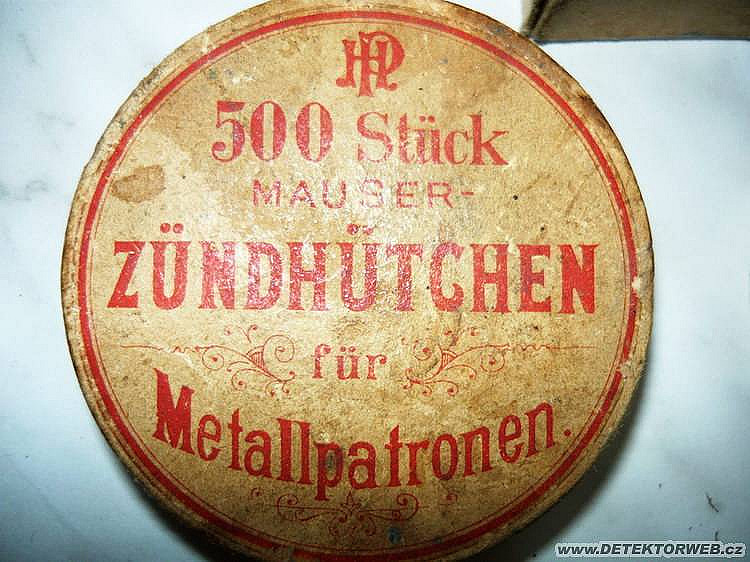 HP
500 Stück
MAUSER-
ZÜNDHÜTCHEN
für
Metallpatronen.
www.DETEKTORWEB.cz